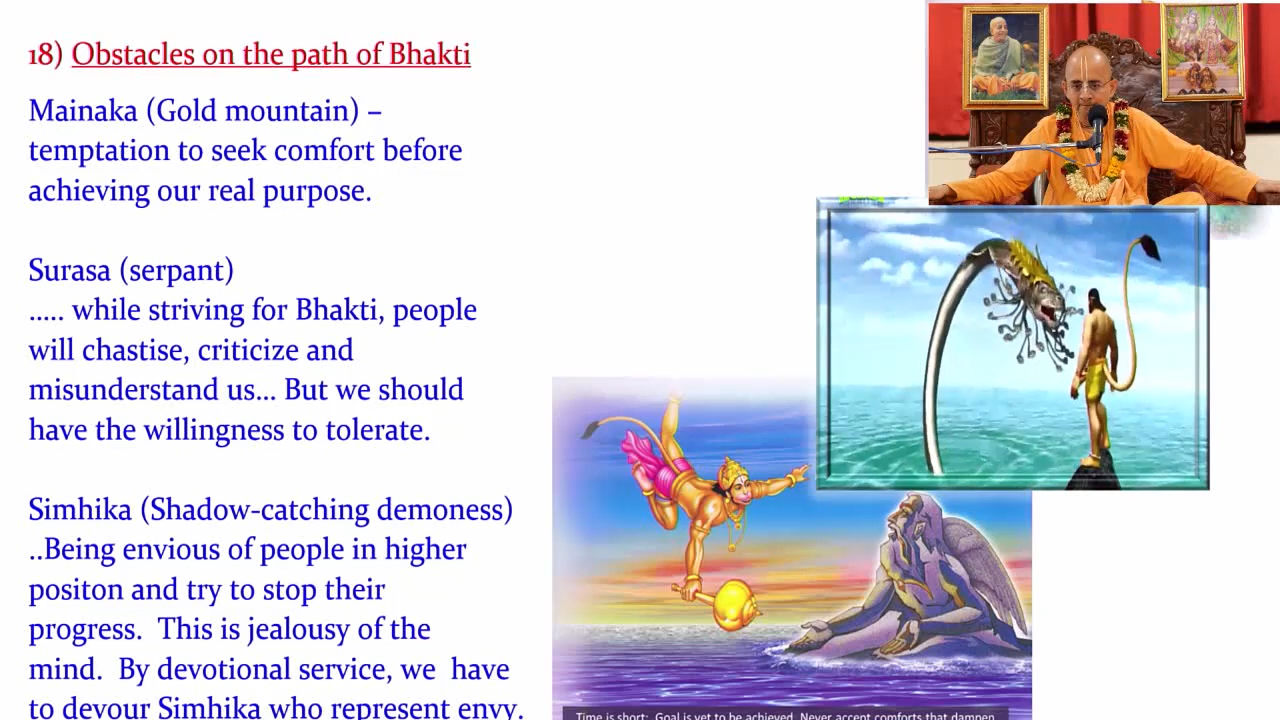 18) Obstacles on the path of Bhakti
Mainaka (Gold mountain) –
temptation to seek comfort before
achieving our real purpose.
Surasa (serpant)
..... while striving for Bhakti, people
will chastise, criticize and
misunderstand us... But we should
have the willingness to tolerate.
Simhika (Shadow-catching demoness)
..Being envious of people in higher
positon and try to stop their
progress. This is jealousy of the
mind. By devotional service, we have
to devour Simhika who represent envy.
Time is short: Goal is yet to be achieved. Never accept comforts that dampen